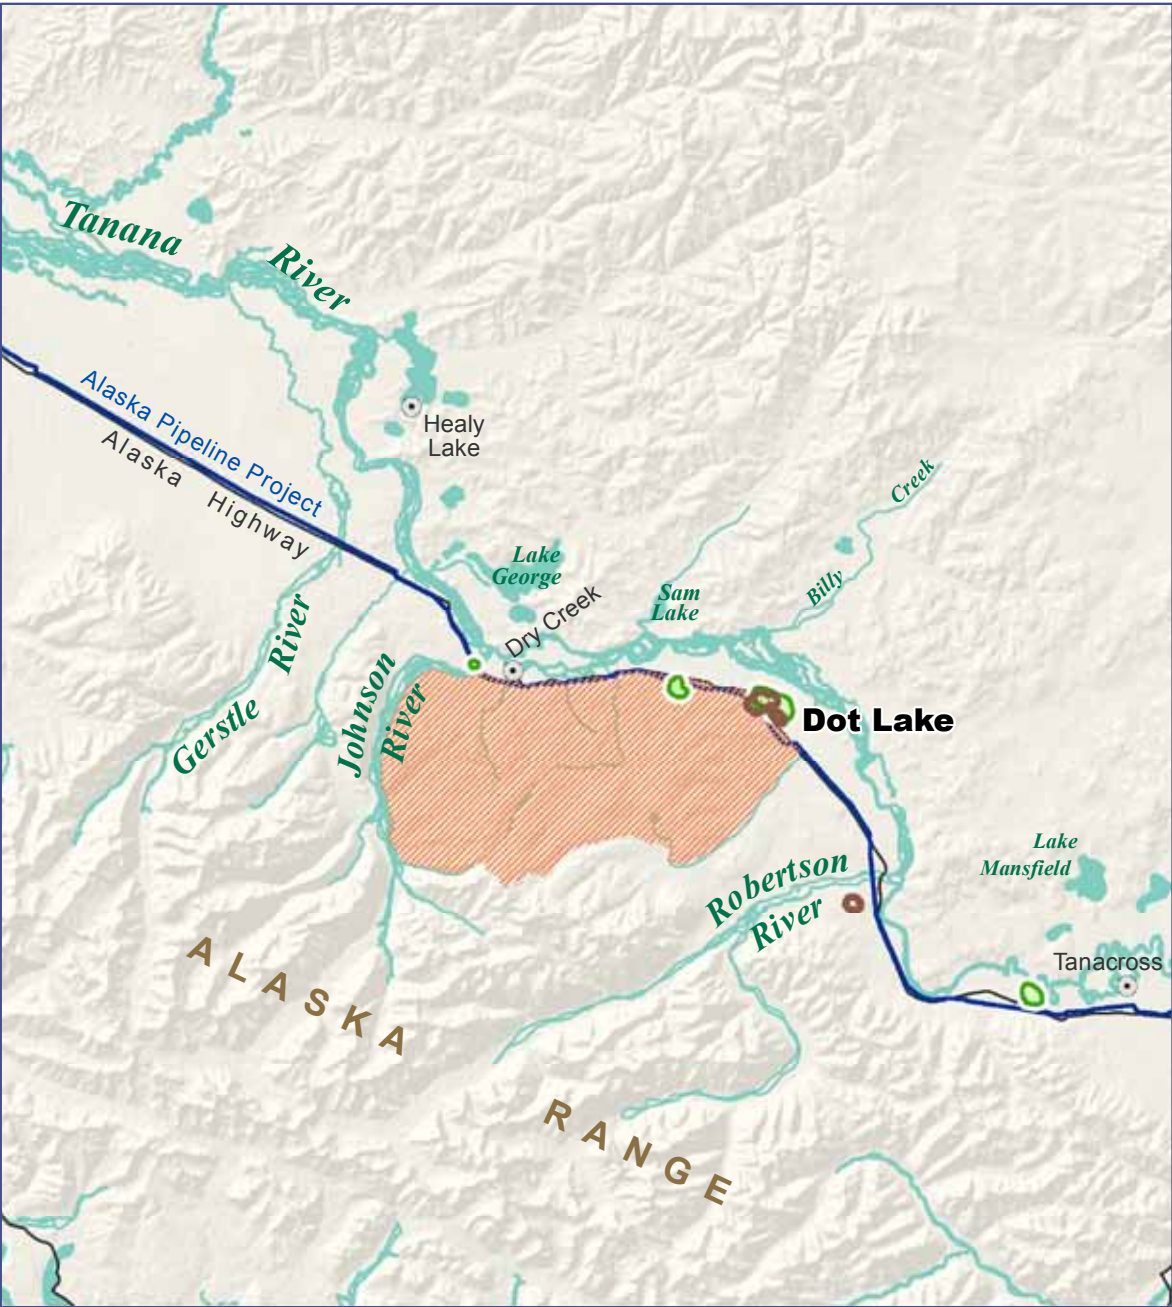 Tanana
River
Alaska Pipeline Project
Alaska Highway
Healy
Lake
Creek
Billy
Lake
George
Sam
Lake
Dry Creek
Gerstle
River
Johnson
River
Dot Lake
Lake
Mansfield
Robertson
River
Tanacross
ALASKA
RANGE